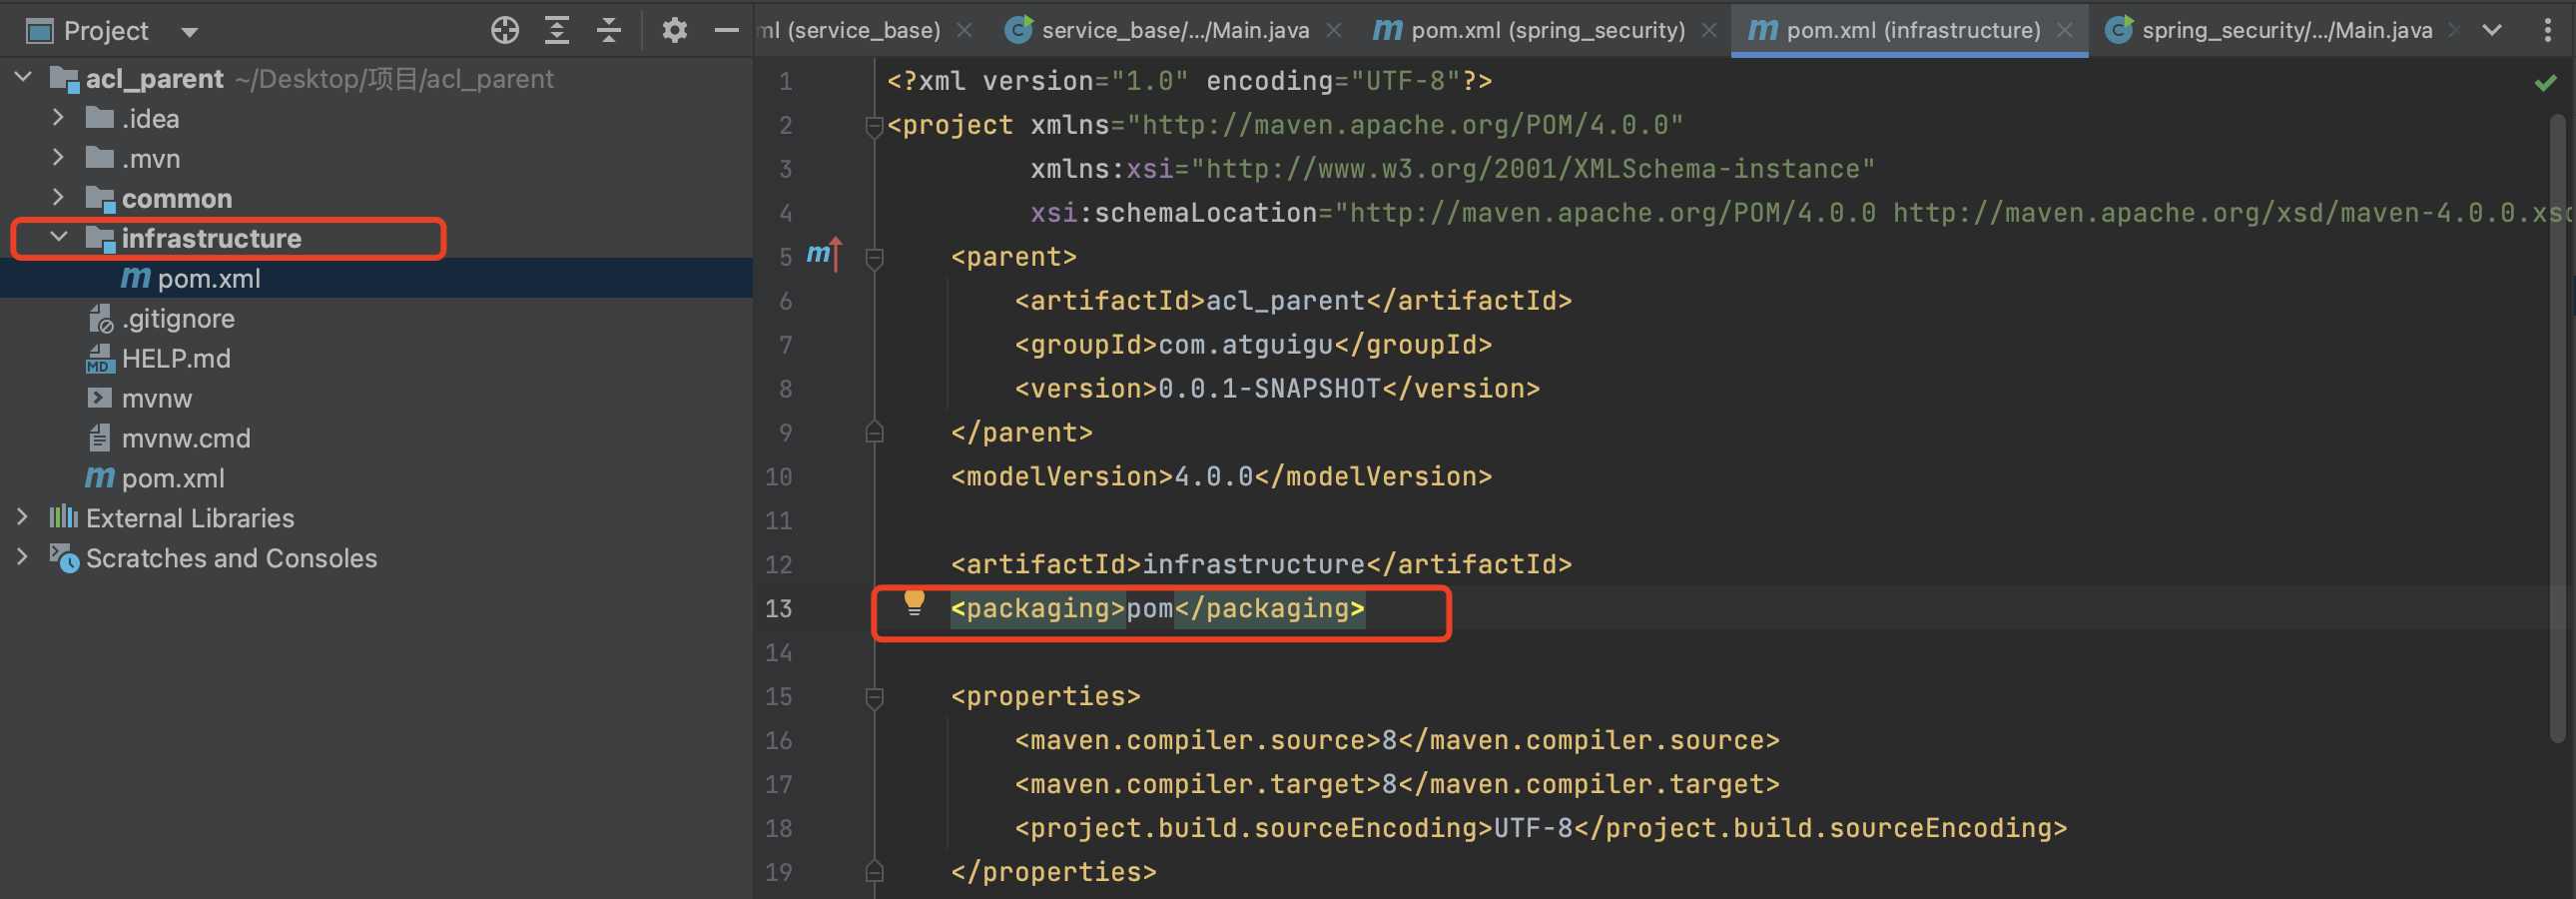 Project
acl_parent ~/Desktop/项目/acl_parent
.idea
.mvn
common
infrastructure
pom.xml
.gitignore
HELP.md
mvnw
mvnw.cmd
pom.xml
External Libraries
Scratches and Consoles
ml (service_base) service_base/.../Main.java pom.xml (spring_security) pom.xml (infrastructure) spring_security/.../Main.java
1 <?xml version="1.0" encoding="UTF-8"?>
2 <project xmlns="http://maven.apache.org/POM/4.0.0"
3 xmlns:xsi="http://www.w3.org/2001/XMLSchema-instance"
4 xsi:schemaLocation="http://maven.apache.org/POM/4.0.0 http://maven.apache.org/xsd/maven-4.0.0.xsd
5 <parent>
6 <artifactId>acl_parent</artifactId>
7 <groupId>com.atguigu</groupId>
8 <version>0.0.1-SNAPSHOT</version>
9 </parent>
10 <modelVersion>4.0.0</modelVersion>
11
12 <artifactId>infrastructure</artifactId>
13 <packaging>pom</packaging>
14
15 <properties>
16 <maven.compiler.source>8</maven.compiler.source>
17 <maven.compiler.target>8</maven.compiler.target>
18 <project.build.sourceEncoding>UTF-8</project.build.sourceEncoding>
19 </properties>